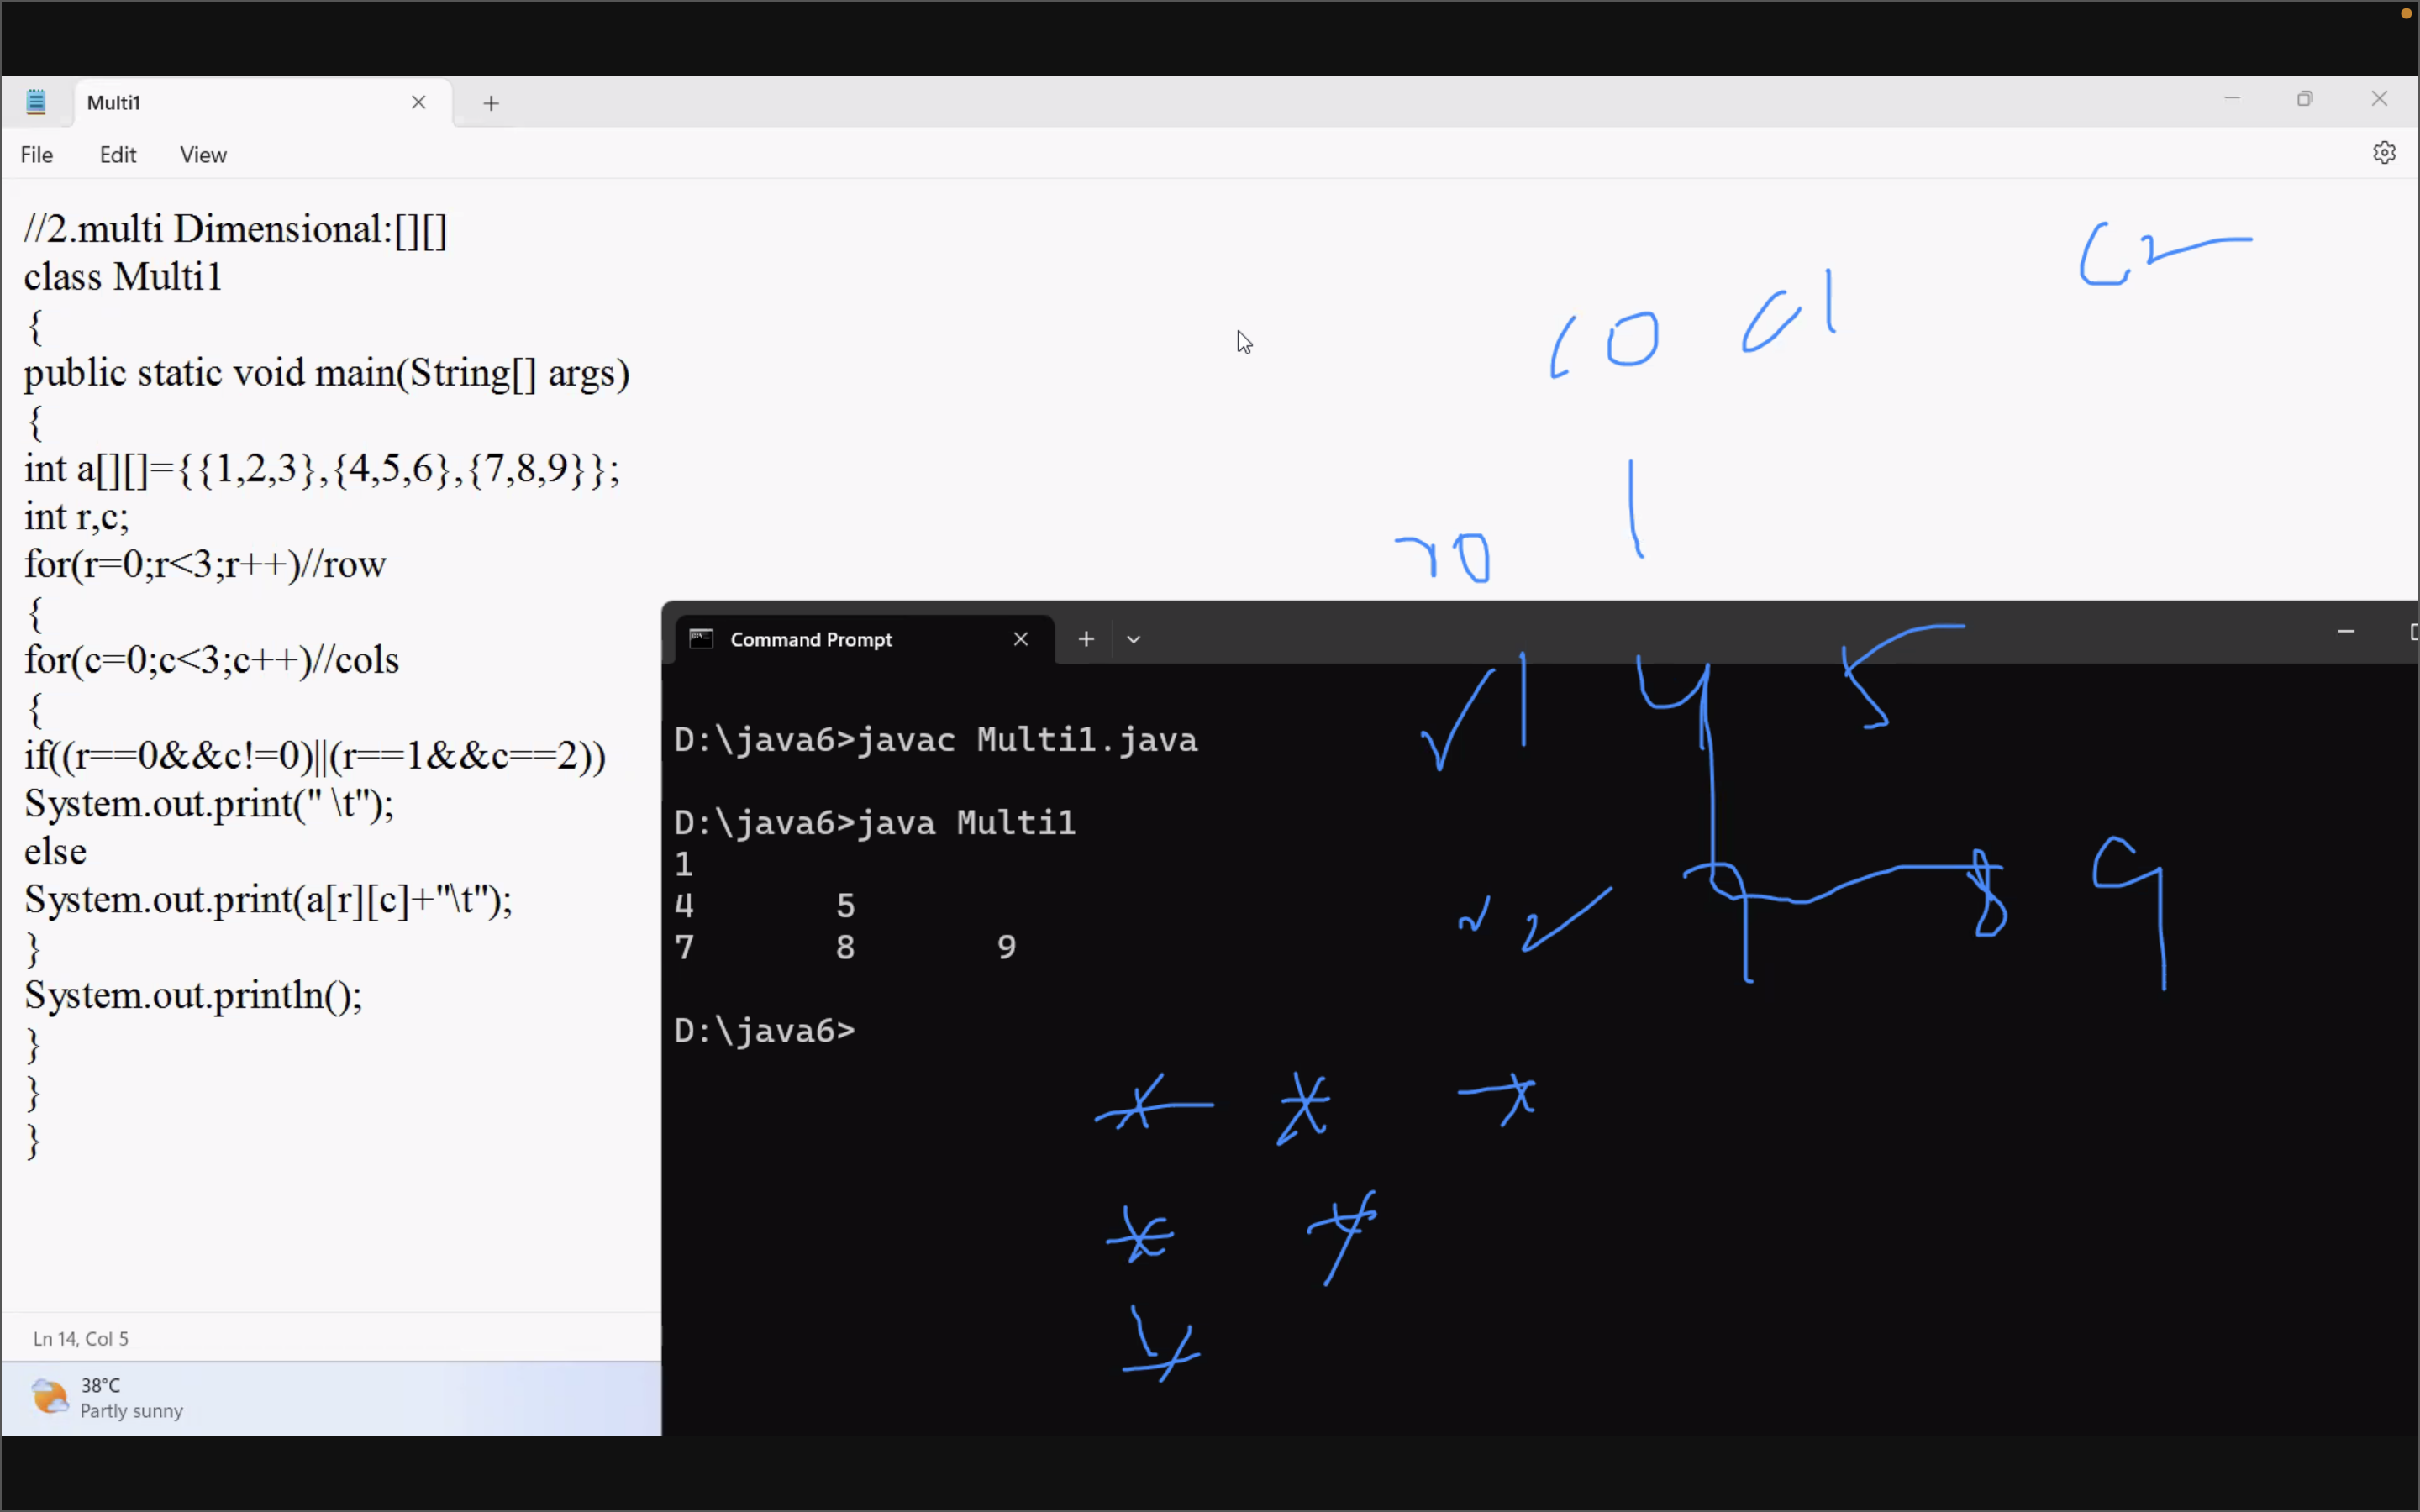 Multi1
File Edit View
//2.multi Dimensional:[][]
class Multi1
{
public static void main(String[] args)
{
int a[][]={{1,2,3},{4,5,6},{7,8,9}};
int r,c;
for(r=0;r<3;r++)//row
{
for(c=0;c<3;c++)//cols
{
if((r==0&&c!=0)||(r==1&&c==2))
System.out.print(" \t");
else
System.out.print(a[r][c]+"\t");
}
System.out.println();
}
}
}
Ln 14, Col 5
38°C
Partly sunny
c0 c1 c2
r0 1
r1 4 5
r2 7 8 9
* * *
* *
*
Command Prompt
D:\java6>javac Multi1.java
D:\java6>java Multi1
1
4 5
7 8 9
D:\java6>